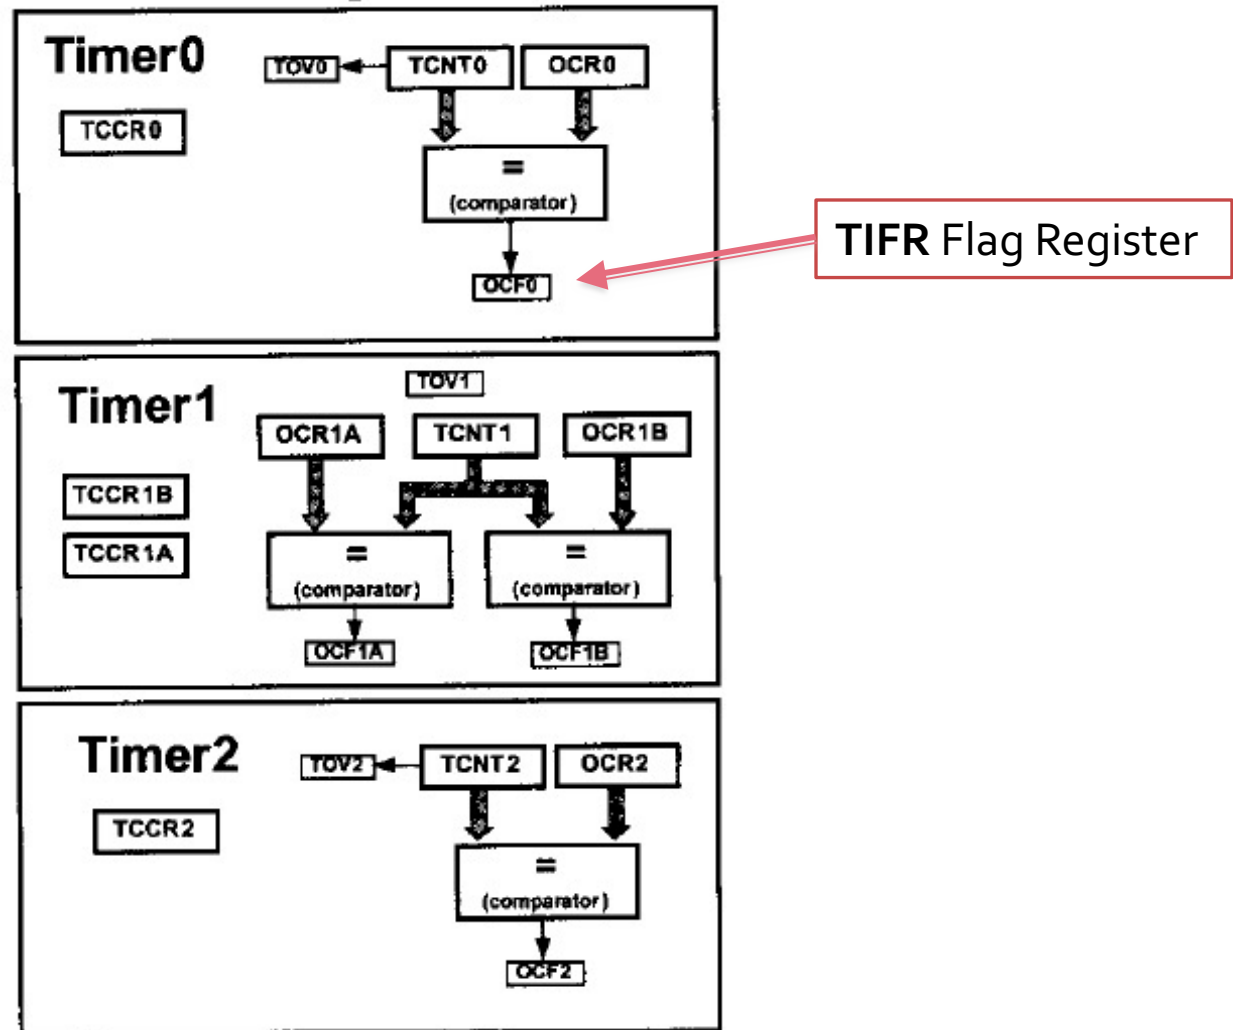 Timer0
TOV0
TCNT0
OCR0
TCCR0
=
(comparator)
OCF0
TIFR Flag Register
Timer1
TOV1
OCR1A
TCNT1
OCR1B
TCCR1B
TCCR1A
=
(comparator)
=
(comparator)
OCF1A
OCF1B
Timer2
TOV2
TCNT2
OCR2
TCCR2
=
(comparator)
OCF2